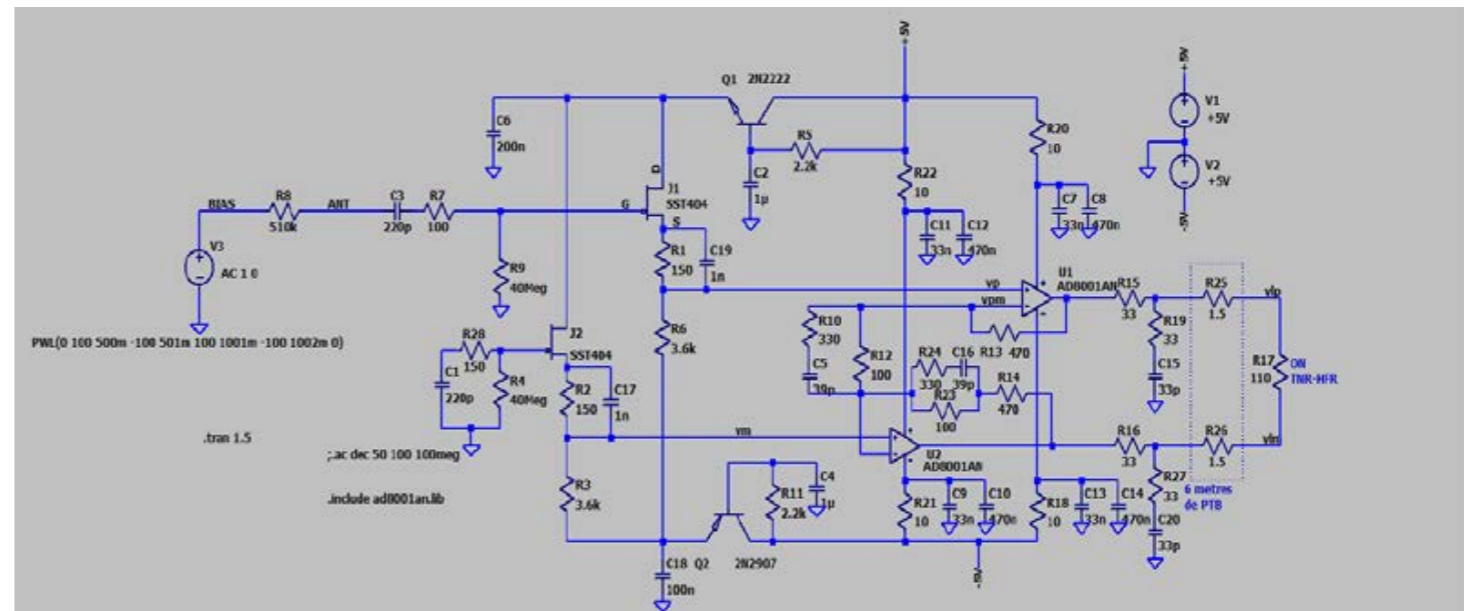 +5V
Q1 2N2222
C6
200n
R5
2.2k
C2
1µ
R22
10
R20
10
+5V
V1
+5V
V2
+5V
-5V
C7
33n
C8
470n
C11
33n
C12
470n
D
J1
SST404
G
S
BIAS
R8
510k
ANT
C3
220p
R7
100
V3
AC 1 0
R9
40Meg
R1
150
C19
1n
PWL(0 100 500m -100 501m 100 1001m -100 1002m 0)
vp
vpm
U1
AD8001AN
R15
33
R25
1.5
vlp
R10
330
C5
39p
R12
100
R13 470
R24
330
C16
39p
R14
470
R23
100
R19
33
C15
33p
R17
110
ON
TNR-HFR
R6
3.6k
J2
SST404
R28
150
C1
220p
R4
40Meg
R2
150
C17
1n
vm
U2
AD8001AN
R16
33
R26
1.5
vln
.tran 1.5
;.ac dec 50 100 100meg
.include ad8001an.lib
R3
3.6k
R11
2.2k
C4
1µ
R21
10
C9
33n
C10
470n
R18
10
C13
33n
C14
470n
R27
33
6 metres
de PTB
C20
33p
C18
100n
Q2 2N2907
-5V